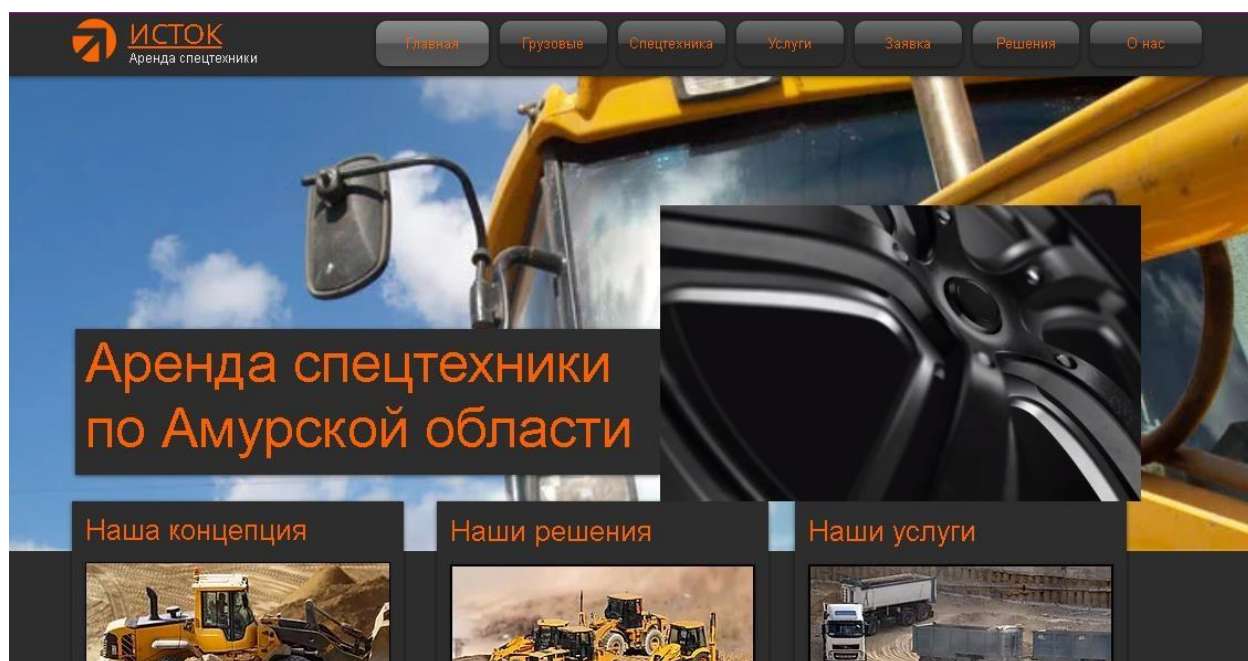 ИСТОК
Аренда спецтехники
Главная
Грузовые
Спецтехника
Услуги
Заявка
Решения
О нас
Аренда спецтехники
по Амурской области
Наша концепция
Наши решения
Наши услуги